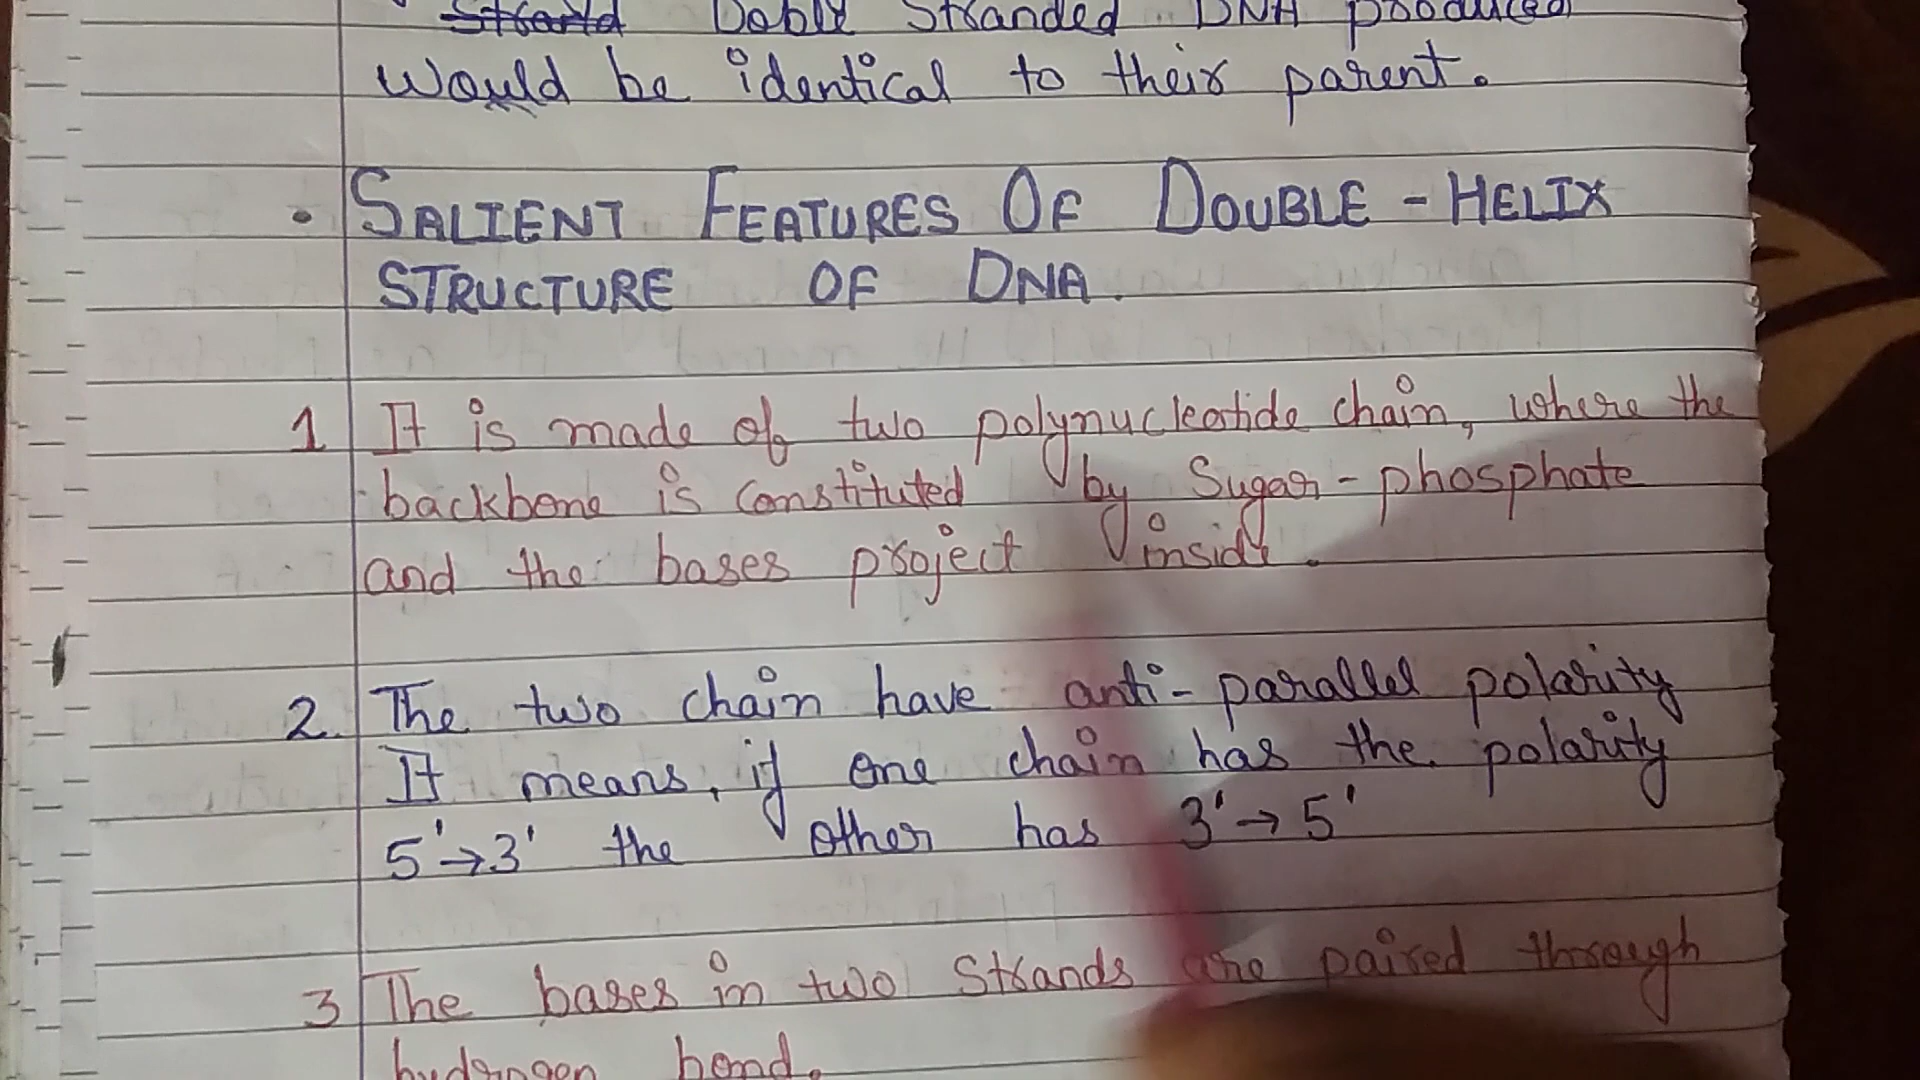 Doble Stranded DNA produced
would be identical to their parent.
• SALIENT FEATURES OF DOUBLE - HELIX
STRUCTURE OF DNA.
1 It is made of two polynucleotide chain, where the
backbone is constituted by Sugar - phosphate
and the bases project inside.
2. The two chain have anti - parallel polarity
It means, if one chain has the polarity
5' → 3' the other has 3' → 5'
3 The bases in two Strands are paired through
hydrogen bond.